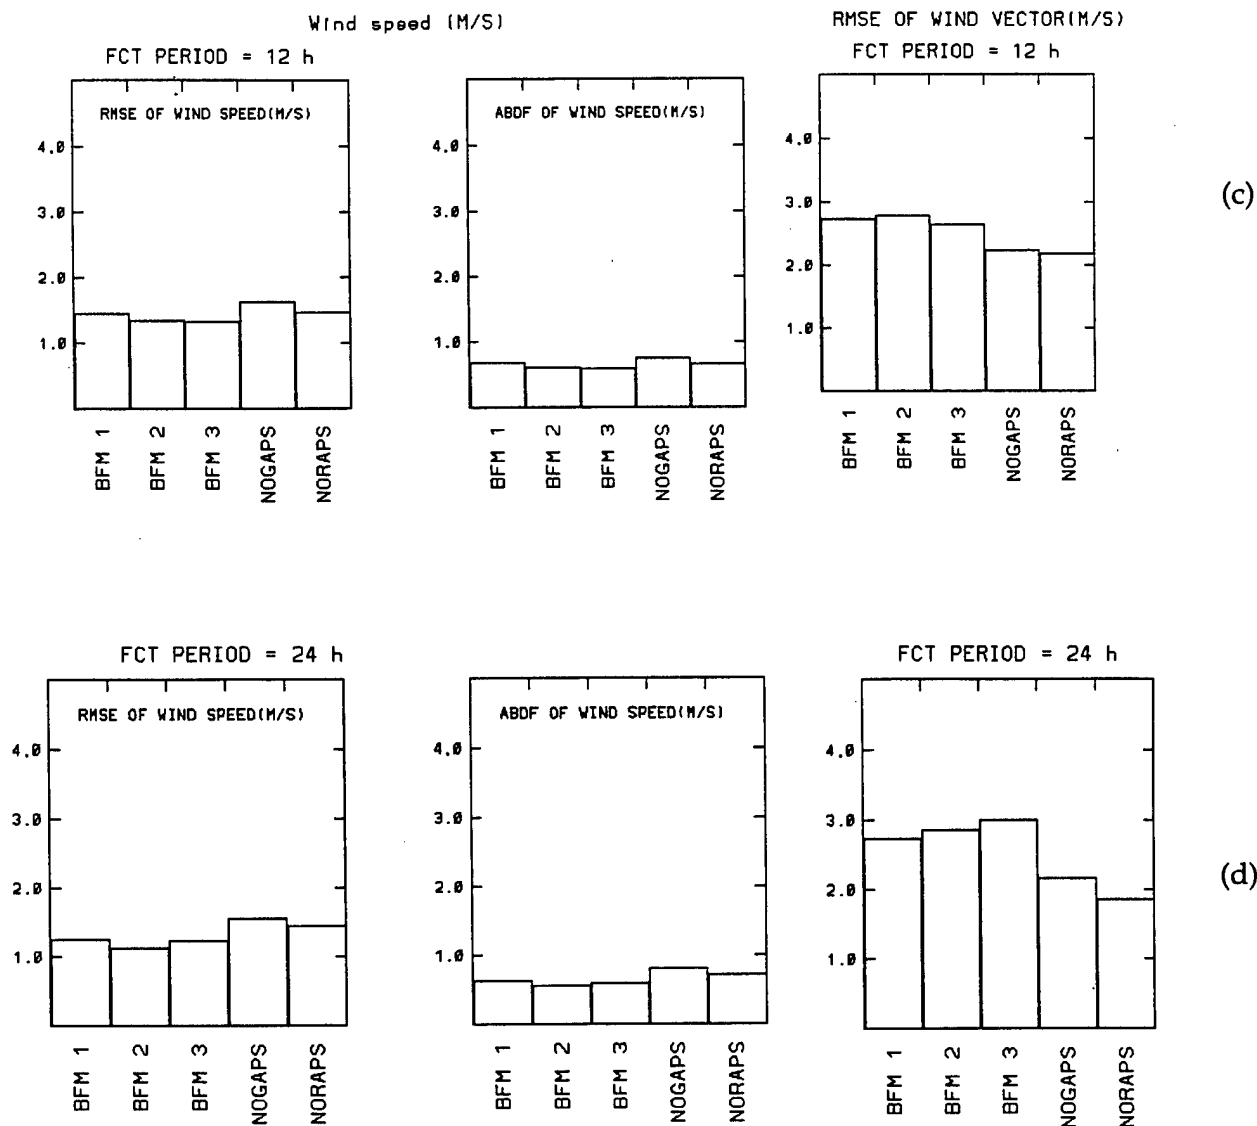 Wind speed (M/S)
RMSE OF WIND VECTOR(M/S)
FCT PERIOD = 12 h
FCT PERIOD = 12 h
RMSE OF WIND SPEED(M/S)
4.0
3.0
2.0
1.0
BFM 1
BFM 2
BFM 3
NOGAPS
NORAPS
ABDF OF WIND SPEED(M/S)
4.0
3.0
2.0
1.0
BFM 1
BFM 2
BFM 3
NOGAPS
NORAPS
4.0
3.0
2.0
1.0
BFM 1
BFM 2
BFM 3
NOGAPS
NORAPS
(c)
FCT PERIOD = 24 h
FCT PERIOD = 24 h
RMSE OF WIND SPEED(M/S)
4.0
3.0
2.0
1.0
BFM 1
BFM 2
BFM 3
NOGAPS
NORAPS
ABDF OF WIND SPEED(M/S)
4.0
3.0
2.0
1.0
BFM 1
BFM 2
BFM 3
NOGAPS
NORAPS
4.0
3.0
2.0
1.0
BFM 1
BFM 2
BFM 3
NOGAPS
NORAPS
(d)